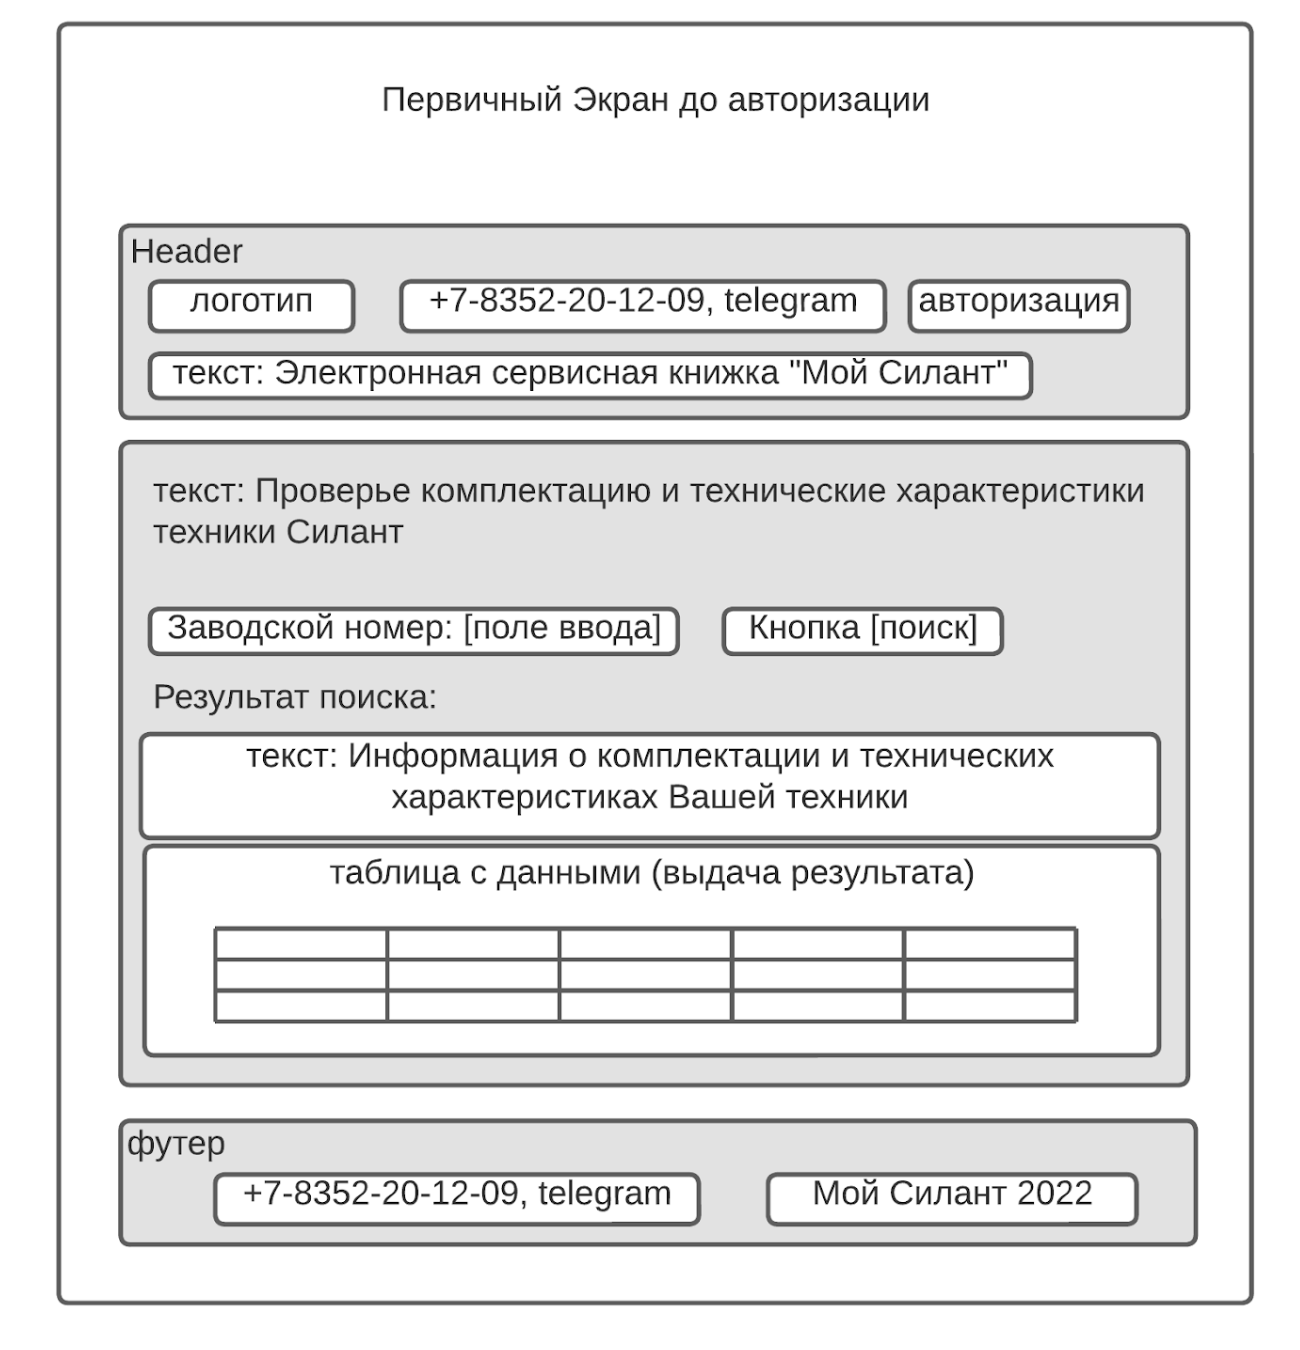 Первичный Экран до авторизации
Header
логотип
+7-8352-20-12-09, telegram
авторизация
текст: Электронная сервисная книжка "Мой Силант"
текст: Проверье комплектацию и технические характеристики
техники Силант
Заводской номер: [поле ввода]
Кнопка [поиск]
Результат поиска:
текст: Информация о комплектации и технических
характеристиках Вашей техники
таблица с данными (выдача результата)
футер
+7-8352-20-12-09, telegram
Мой Силант 2022